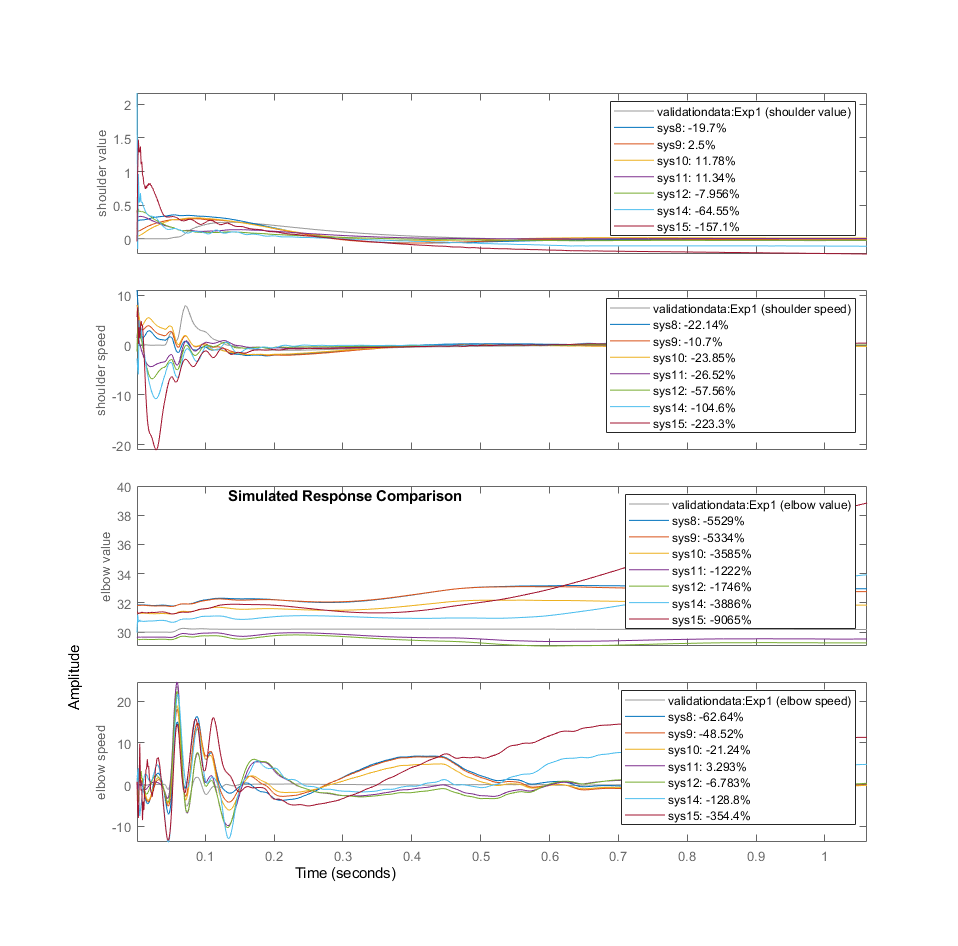 2
1.5
1
0.5
0
shoulder value
validationdata:Exp1 (shoulder value)
sys8: -19.7%
sys9: 2.5%
sys10: 11.78%
sys11: 11.34%
sys12: -7.956%
sys14: -64.55%
sys15: -157.1%
10
0
-10
-20
shoulder speed
validationdata:Exp1 (shoulder speed)
sys8: -22.14%
sys9: -10.7%
sys10: -23.85%
sys11: -26.52%
sys12: -57.56%
sys14: -104.6%
sys15: -223.3%
Simulated Response Comparison
40
38
36
34
32
30
elbow value
validationdata:Exp1 (elbow value)
sys8: -5529%
sys9: -5334%
sys10: -3585%
sys11: -1222%
sys12: -1746%
sys14: -3886%
sys15: -9065%
Amplitude
20
10
0
-10
elbow speed
validationdata:Exp1 (elbow speed)
sys8: -62.64%
sys9: -48.52%
sys10: -21.24%
sys11: 3.293%
sys12: -6.783%
sys14: -128.8%
sys15: -354.4%
0.1 0.2 0.3 0.4 0.5 0.6 0.7 0.8 0.9 1
Time (seconds)